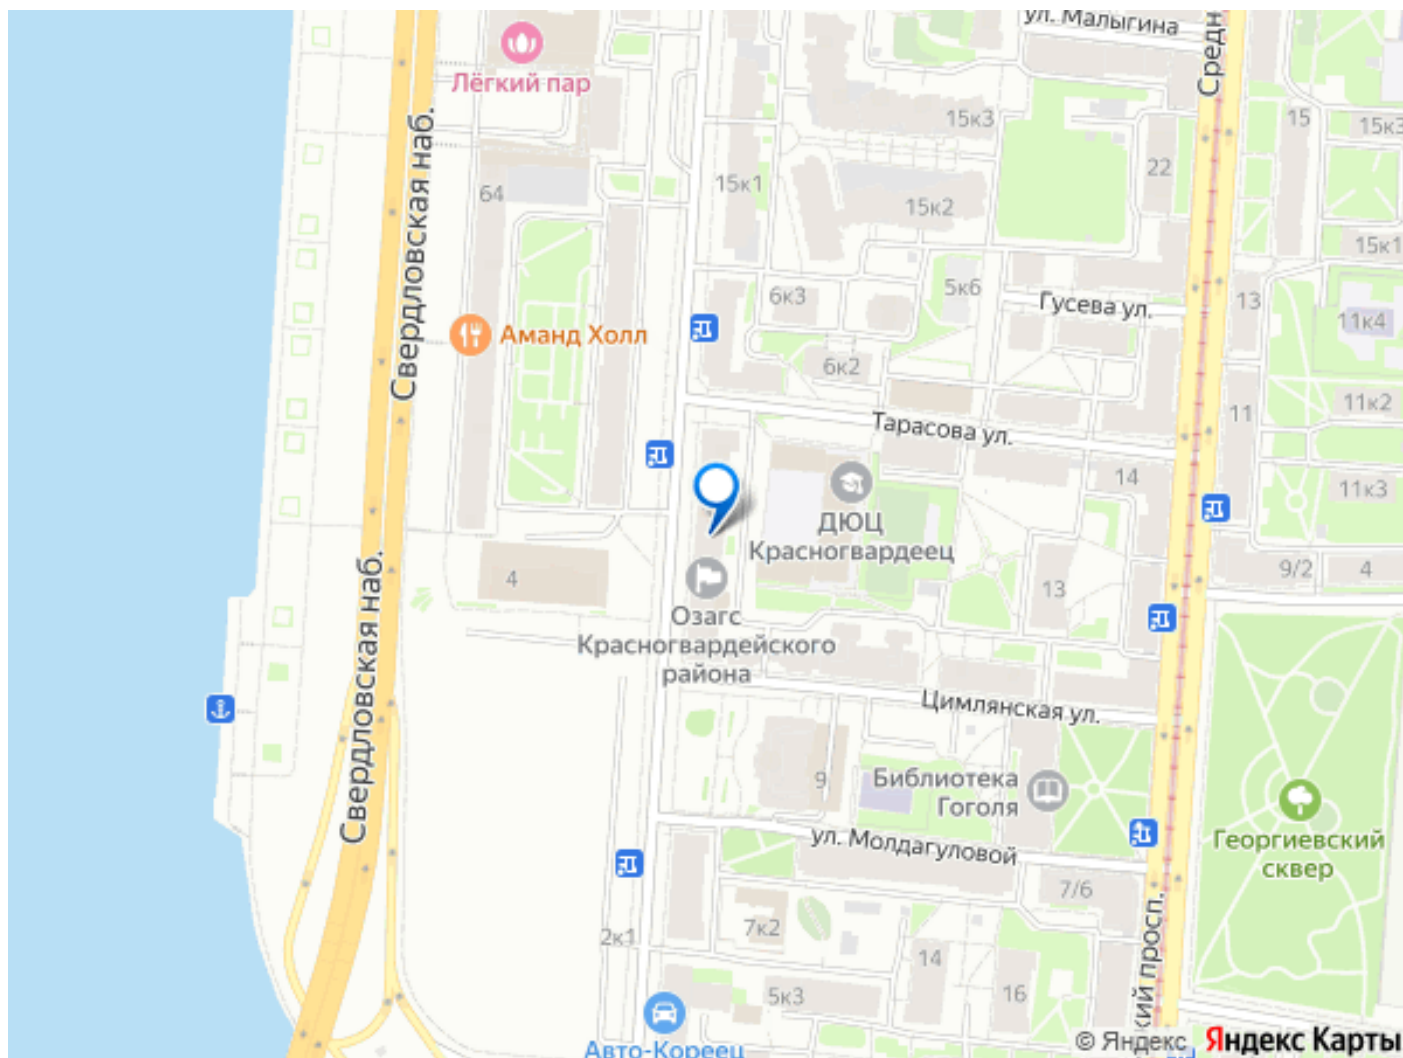 ул. Малыгина
Средн
Лёгкий пар
Свердловская наб.
15к3
15
15к3
22
64
15к1
15к2
15к1
6к3
5к6
Гусева ул.
13
11к4
Аманд Холл
6к2
11к2
11
Тарасова ул.
14
11к3
ДЮЦ
Красногвардеец
4
13
9/2
4
Озагс
Красногвардейского
района
Свердловская наб.
Цимлянская ул.
9
Библиотека
Гоголя
Георгиевский
сквер
ул. Молдагуловой
7/6
7к2
2к1
14
5к3
16
кий просп.
Авто-Кореец
© Яндекс Яндекс Карты